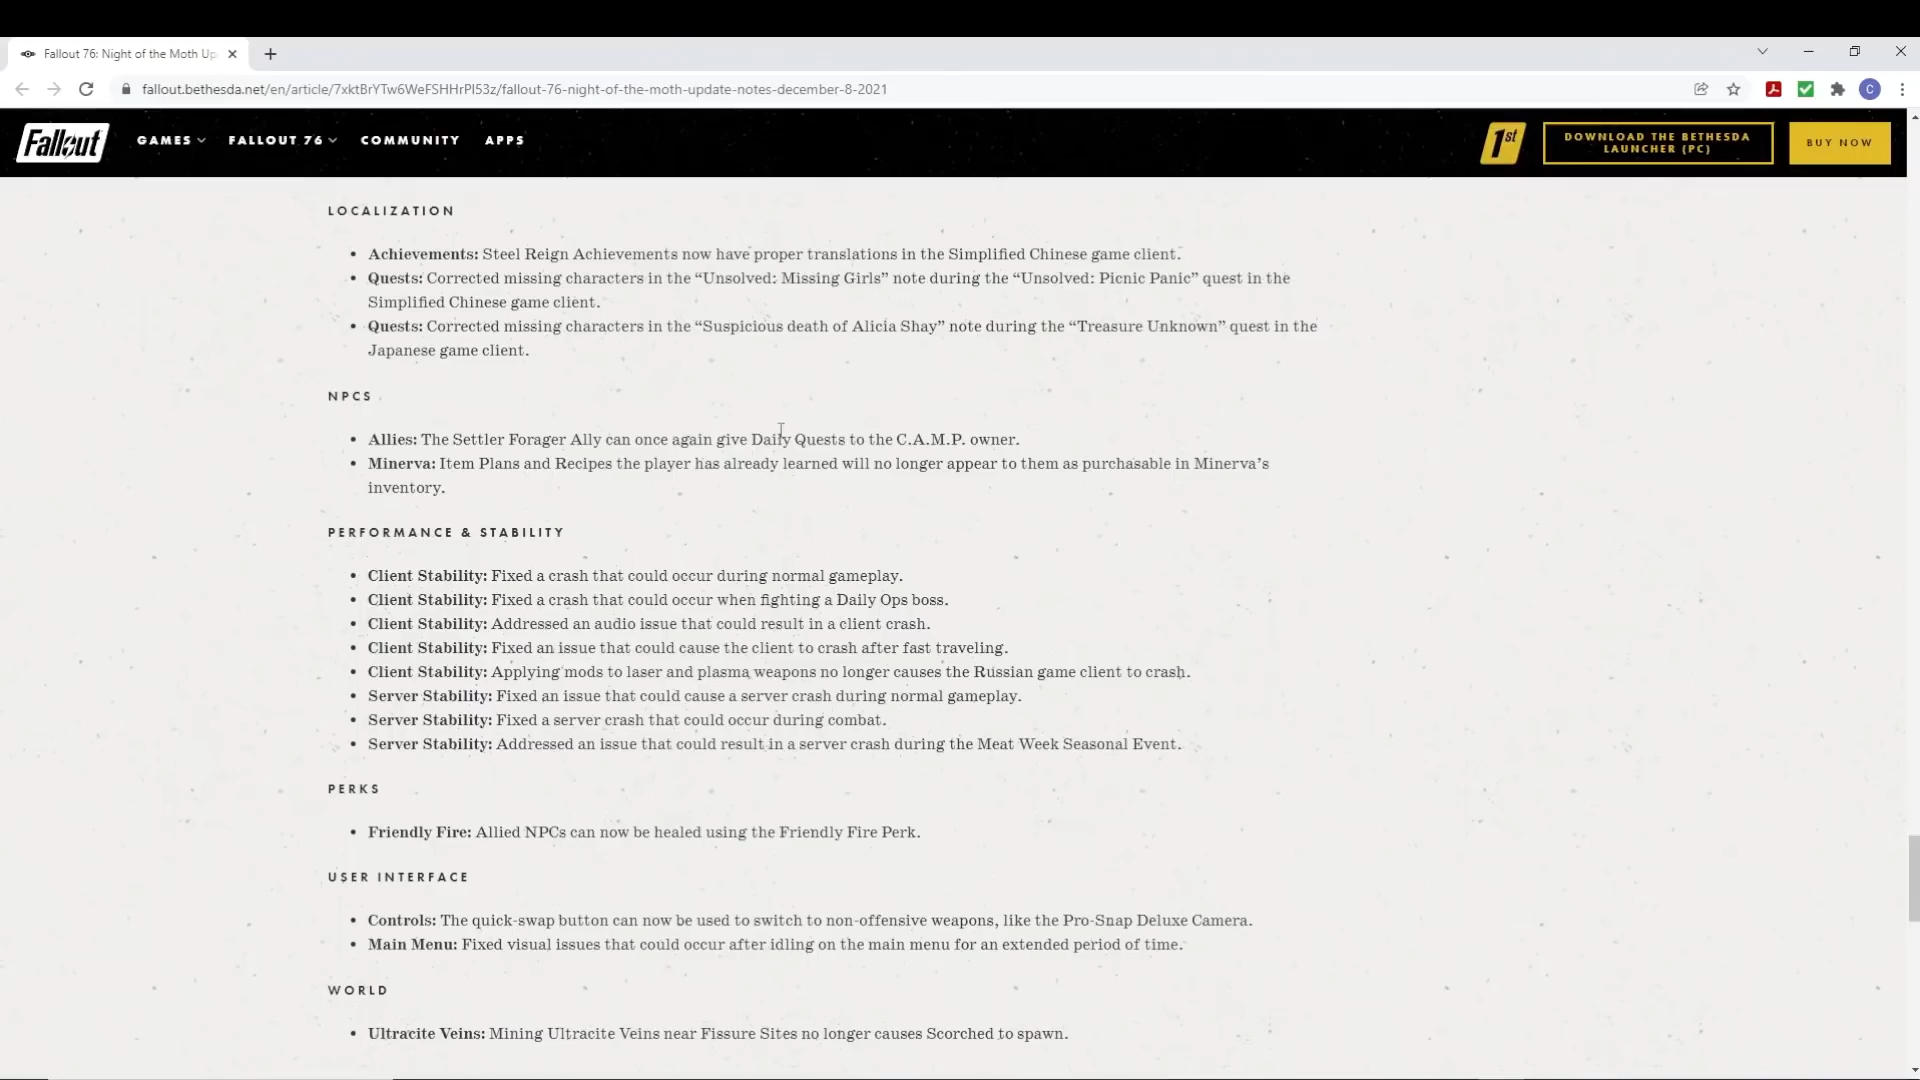 Fallout 76: Night of the Moth Up
fallout.bethesda.net/en/article/7xktBrYTw6WeFSHHrPl53z/fallout-76-night-of-the-moth-update-notes-december-8-2021
C
Fallout
GAMES
FALLOUT 76
COMMUNITY
APPS
1st
DOWNLOAD THE BETHESDA
LAUNCHER (PC)
BUY NOW
LOCALIZATION
• Achievements: Steel Reign Achievements now have proper translations in the Simplified Chinese game client.
• Quests: Corrected missing characters in the “Unsolved: Missing Girls” note during the “Unsolved: Picnic Panic” quest in the
Simplified Chinese game client.
• Quests: Corrected missing characters in the “Suspicious death of Alicia Shay” note during the “Treasure Unknown” quest in the
Japanese game client.
NPCS
• Allies: The Settler Forager Ally can once again give Daily Quests to the C.A.M.P. owner.
• Minerva: Item Plans and Recipes the player has already learned will no longer appear to them as purchasable in Minerva’s
inventory.
PERFORMANCE & STABILITY
• Client Stability: Fixed a crash that could occur during normal gameplay.
• Client Stability: Fixed a crash that could occur when fighting a Daily Ops boss.
• Client Stability: Addressed an audio issue that could result in a client crash.
• Client Stability: Fixed an issue that could cause the client to crash after fast traveling.
• Client Stability: Applying mods to laser and plasma weapons no longer causes the Russian game client to crash.
• Server Stability: Fixed an issue that could cause a server crash during normal gameplay.
• Server Stability: Fixed a server crash that could occur during combat.
• Server Stability: Addressed an issue that could result in a server crash during the Meat Week Seasonal Event.
PERKS
• Friendly Fire: Allied NPCs can now be healed using the Friendly Fire Perk.
USER INTERFACE
• Controls: The quick-swap button can now be used to switch to non-offensive weapons, like the Pro-Snap Deluxe Camera.
• Main Menu: Fixed visual issues that could occur after idling on the main menu for an extended period of time.
WORLD
• Ultracite Veins: Mining Ultracite Veins near Fissure Sites no longer causes Scorched to spawn.